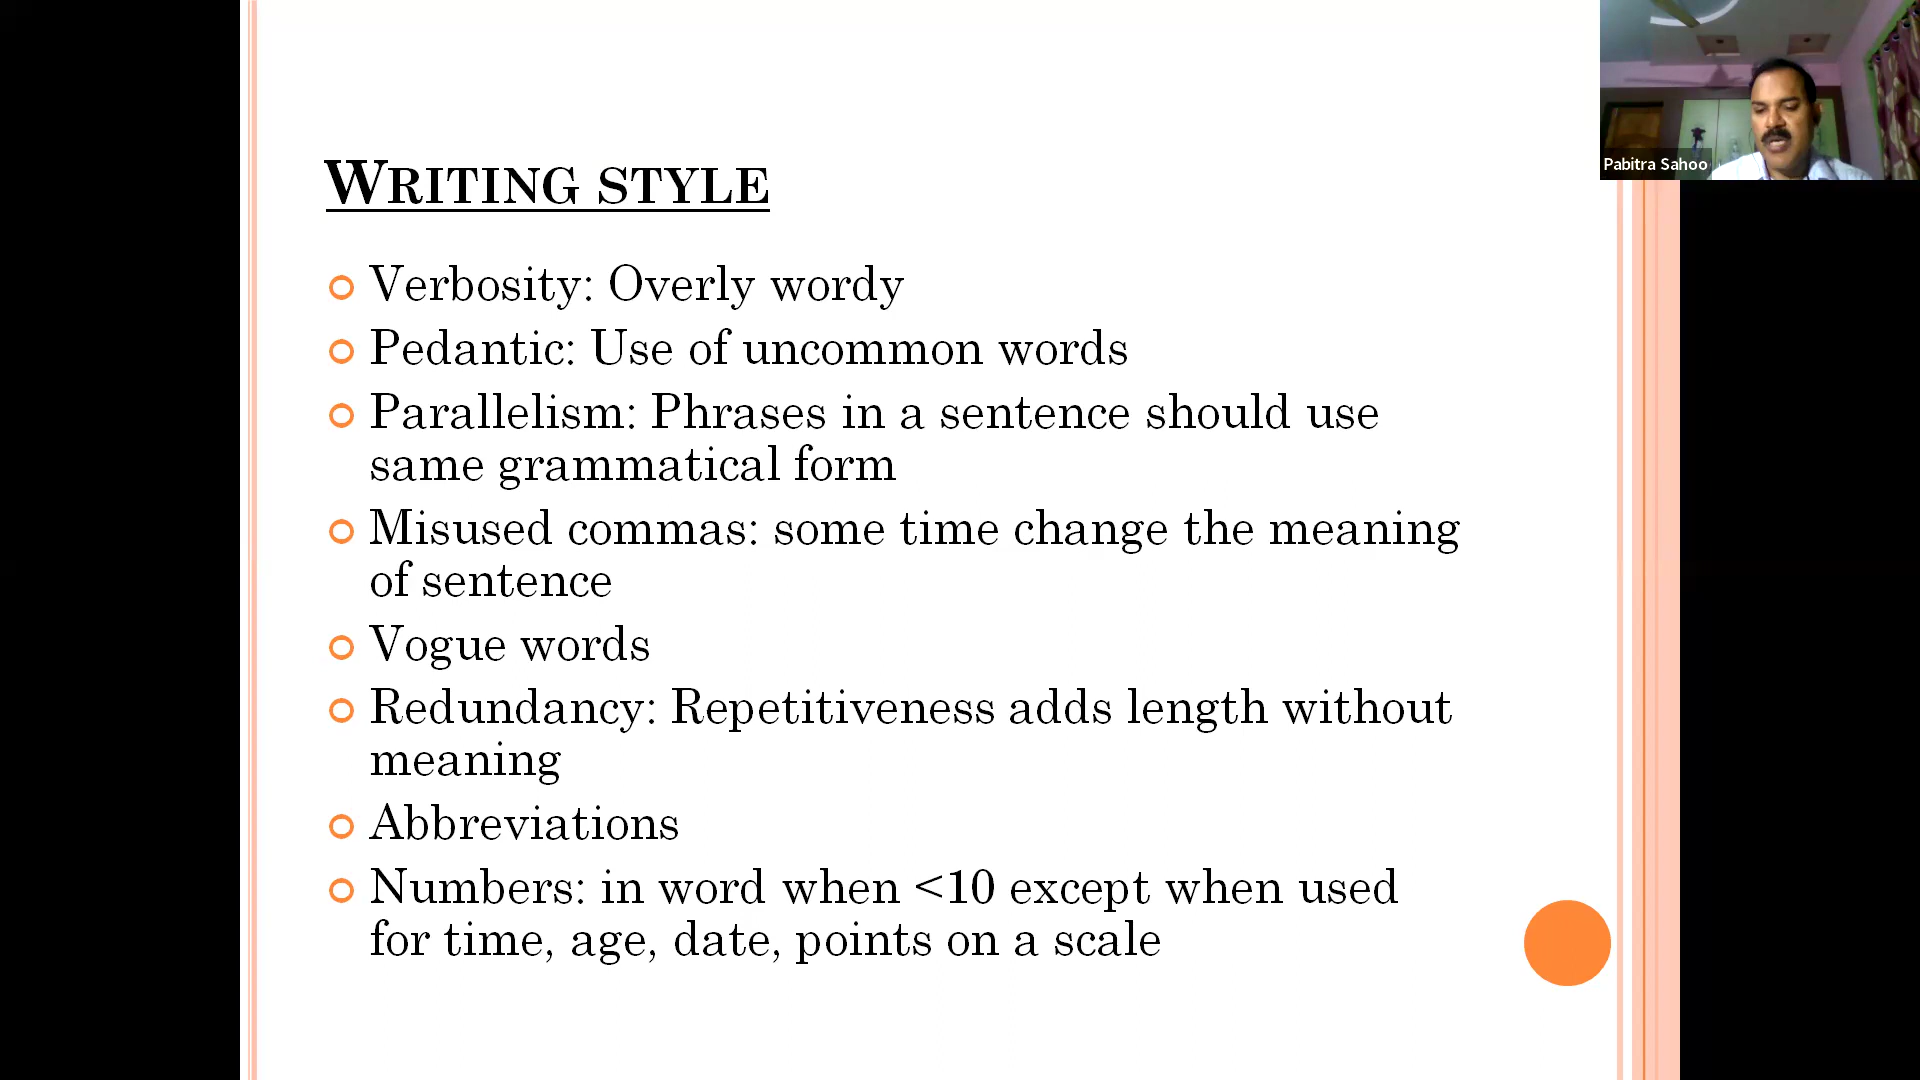 WRITING STYLE
Verbosity: Overly wordy
Pedantic: Use of uncommon words
Parallelism: Phrases in a sentence should use
same grammatical form
Misused commas: some time change the meaning
of sentence
Vogue words
Redundancy: Repetitiveness adds length without
meaning
Abbreviations
Numbers: in word when <10 except when used
for time, age, date, points on a scale
Pabitra Sahoo